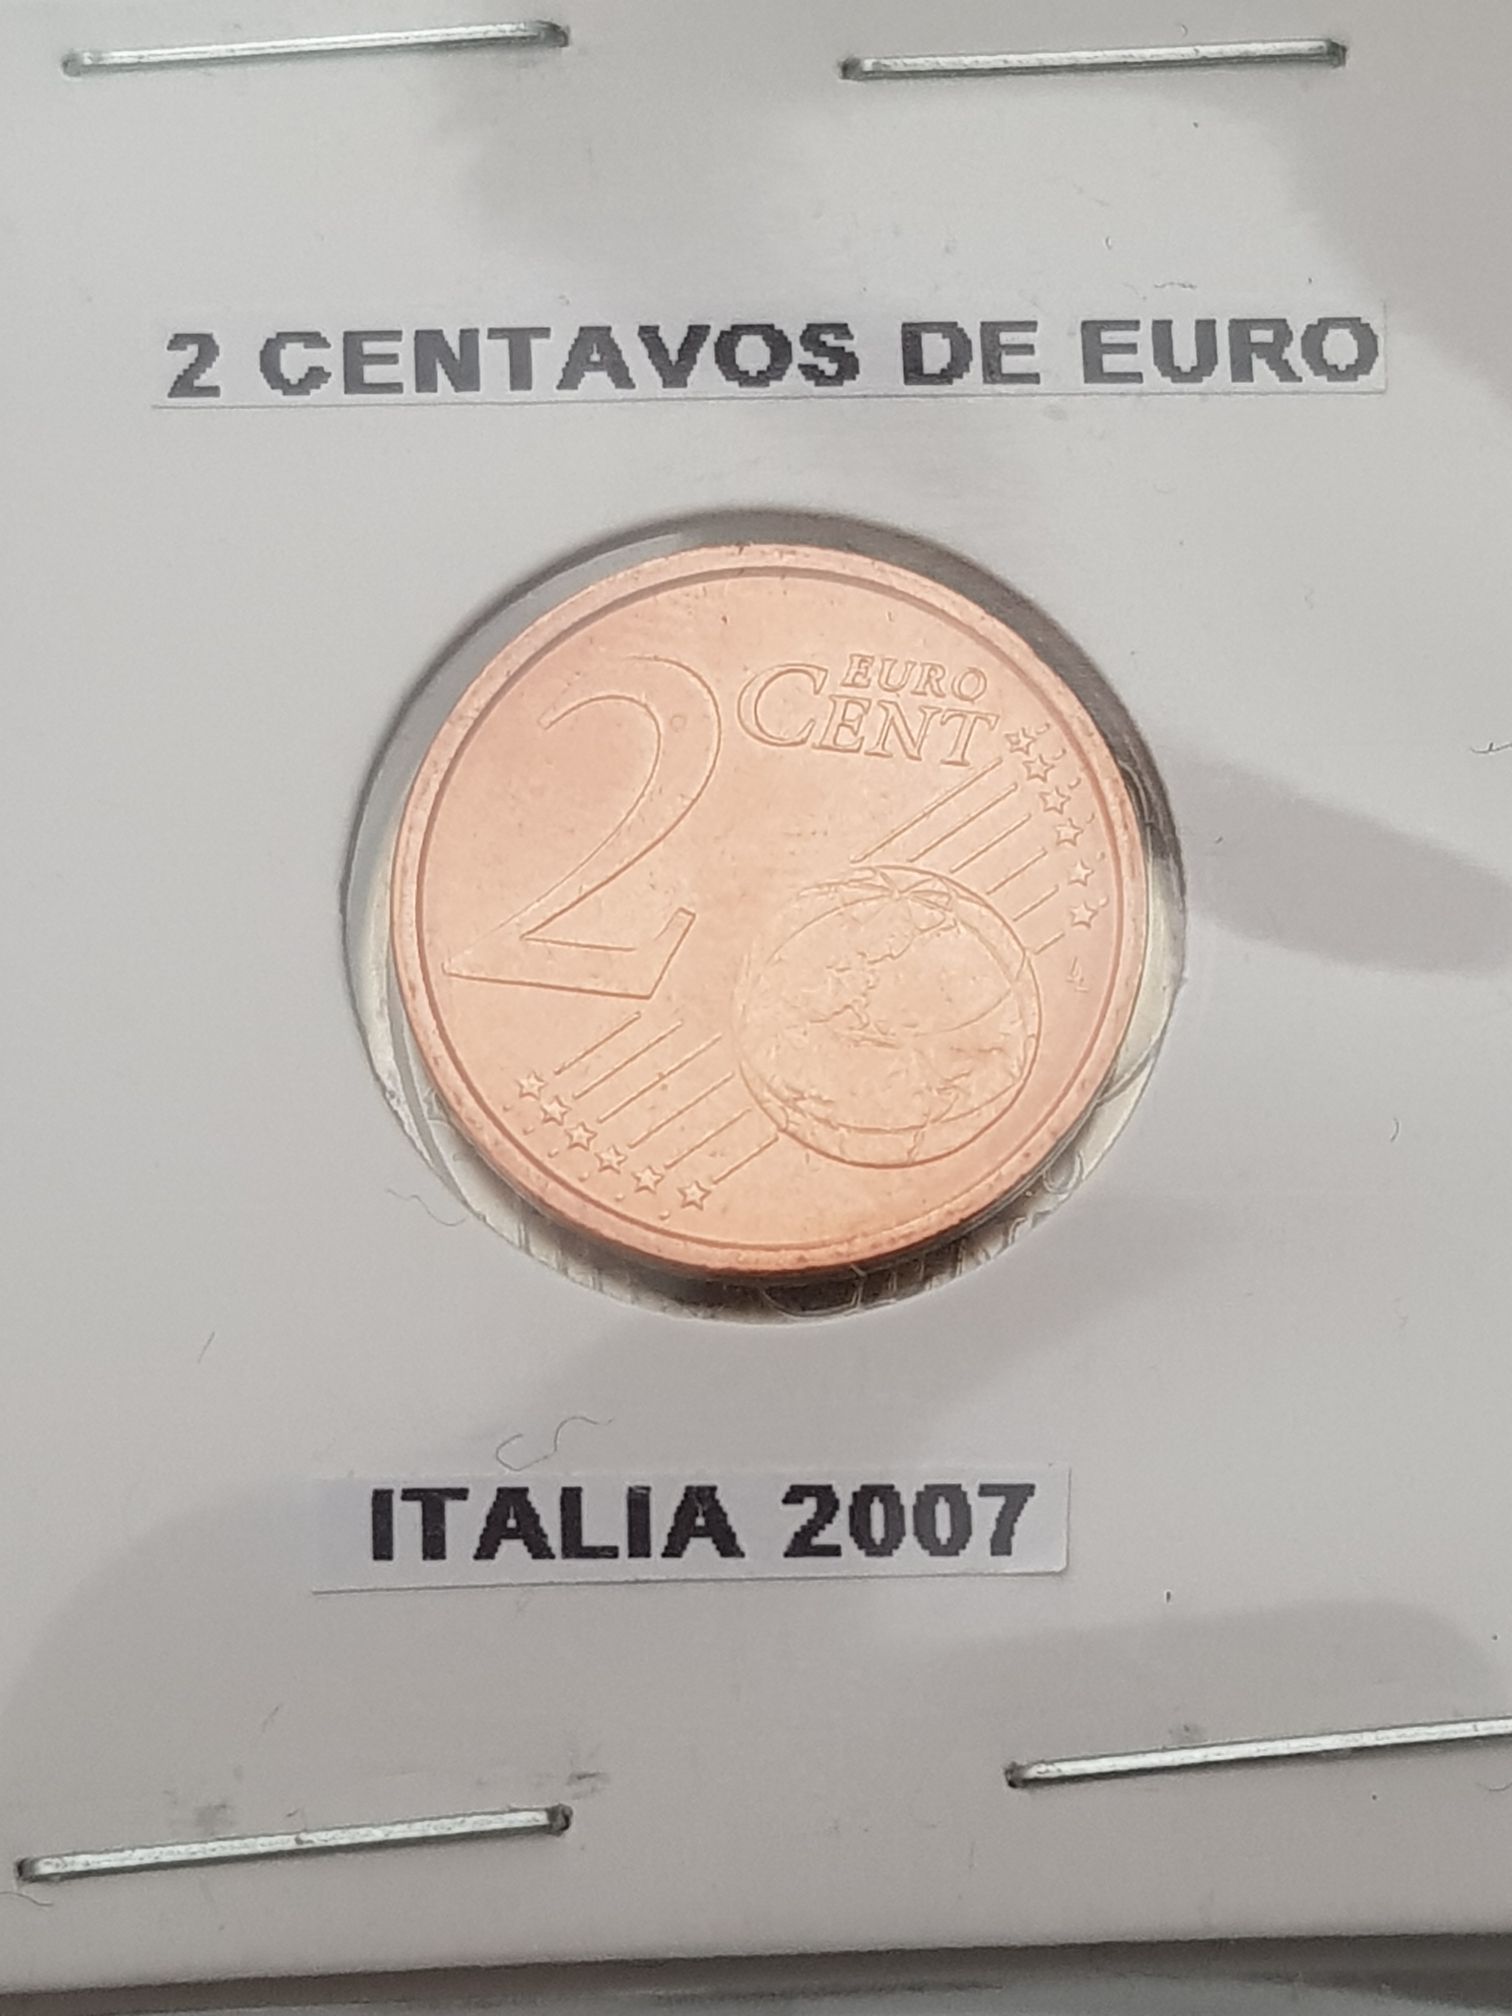 2 CENTAVOS DE EURO
2 EURO
CENT
ITALIA 2007